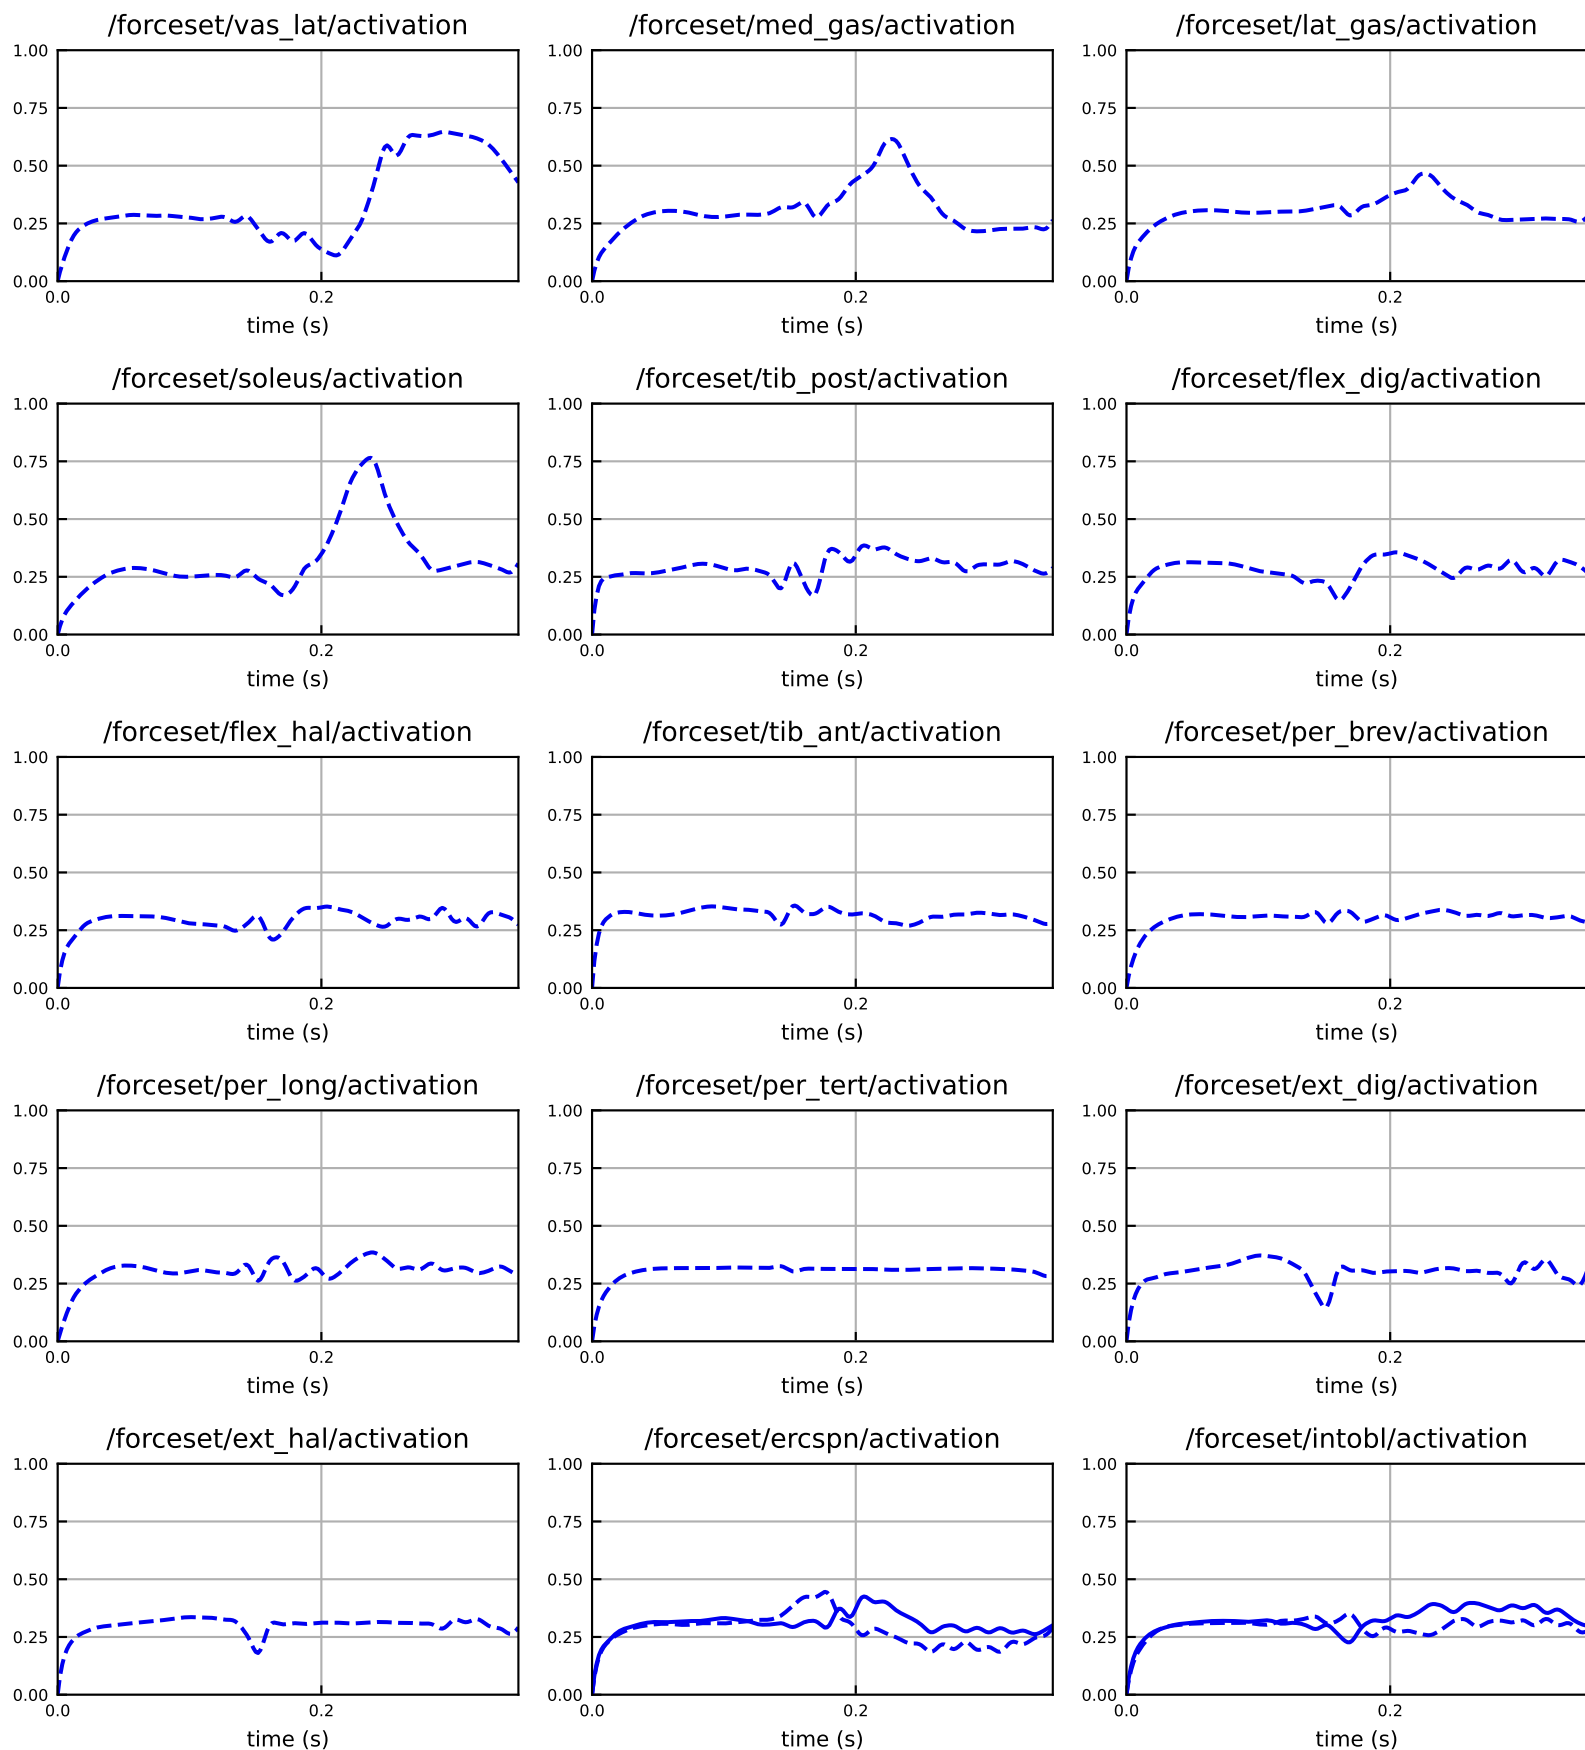 /forceset/vas_lat/activation /forceset/med_gas/activation /forceset/lat_gas/activation
1.00 1.00 1.00
0.75 0.75 0.75
0.50 0.50 0.50
0.25 0.25 0.25
0.00 0.00 0.00
0.0 0.2 0.0 0.2 0.0 0.2
time (s) time (s) time (s)
/forceset/soleus/activation /forceset/tib_post/activation /forceset/flex_dig/activation
1.00 1.00 1.00
0.75 0.75 0.75
0.50 0.50 0.50
0.25 0.25 0.25
0.00 0.00 0.00
0.0 0.2 0.0 0.2 0.0 0.2
time (s) time (s) time (s)
/forceset/flex_hal/activation /forceset/tib_ant/activation /forceset/per_brev/activation
1.00 1.00 1.00
0.75 0.75 0.75
0.50 0.50 0.50
0.25 0.25 0.25
0.00 0.00 0.00
0.0 0.2 0.0 0.2 0.0 0.2
time (s) time (s) time (s)
/forceset/per_long/activation /forceset/per_tert/activation /forceset/ext_dig/activation
1.00 1.00 1.00
0.75 0.75 0.75
0.50 0.50 0.50
0.25 0.25 0.25
0.00 0.00 0.00
0.0 0.2 0.0 0.2 0.0 0.2
time (s) time (s) time (s)
/forceset/ext_hal/activation /forceset/ercspn/activation /forceset/intobl/activation
1.00 1.00 1.00
0.75 0.75 0.75
0.50 0.50 0.50
0.25 0.25 0.25
0.00 0.00 0.00
0.0 0.2 0.0 0.2 0.0 0.2
time (s) time (s) time (s)